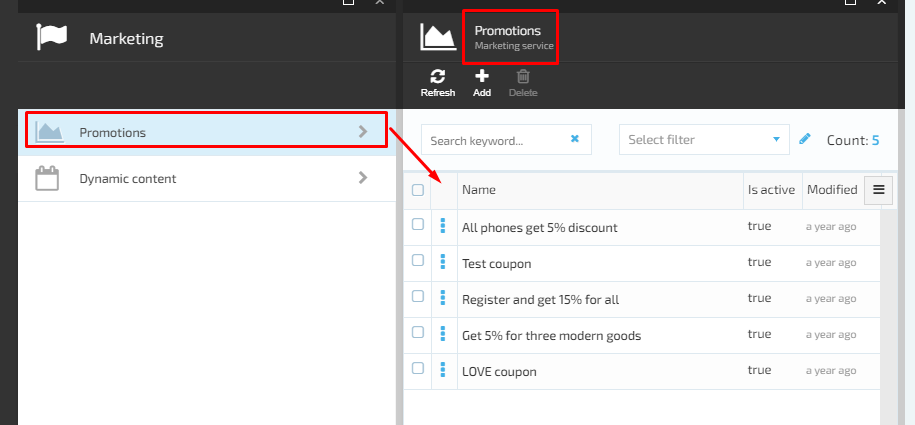 Marketing
Promotions
Dynamic content
Promotions
Marketing service
Refresh Add Delete
Search keyword... Select filter Count: 5
Name Is active Modified
All phones get 5% discount true a year ago
Test coupon true a year ago
Register and get 15% for all true a year ago
Get 5% for three modern goods true a year ago
LOVE coupon true a year ago